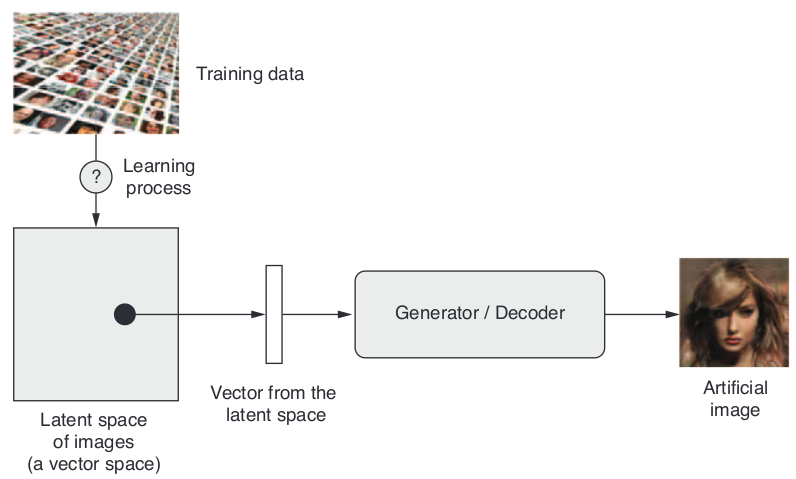 Training data
?
Learning
process
Generator / Decoder
Vector from the
latent space
Artificial
image
Latent space
of images
(a vector space)